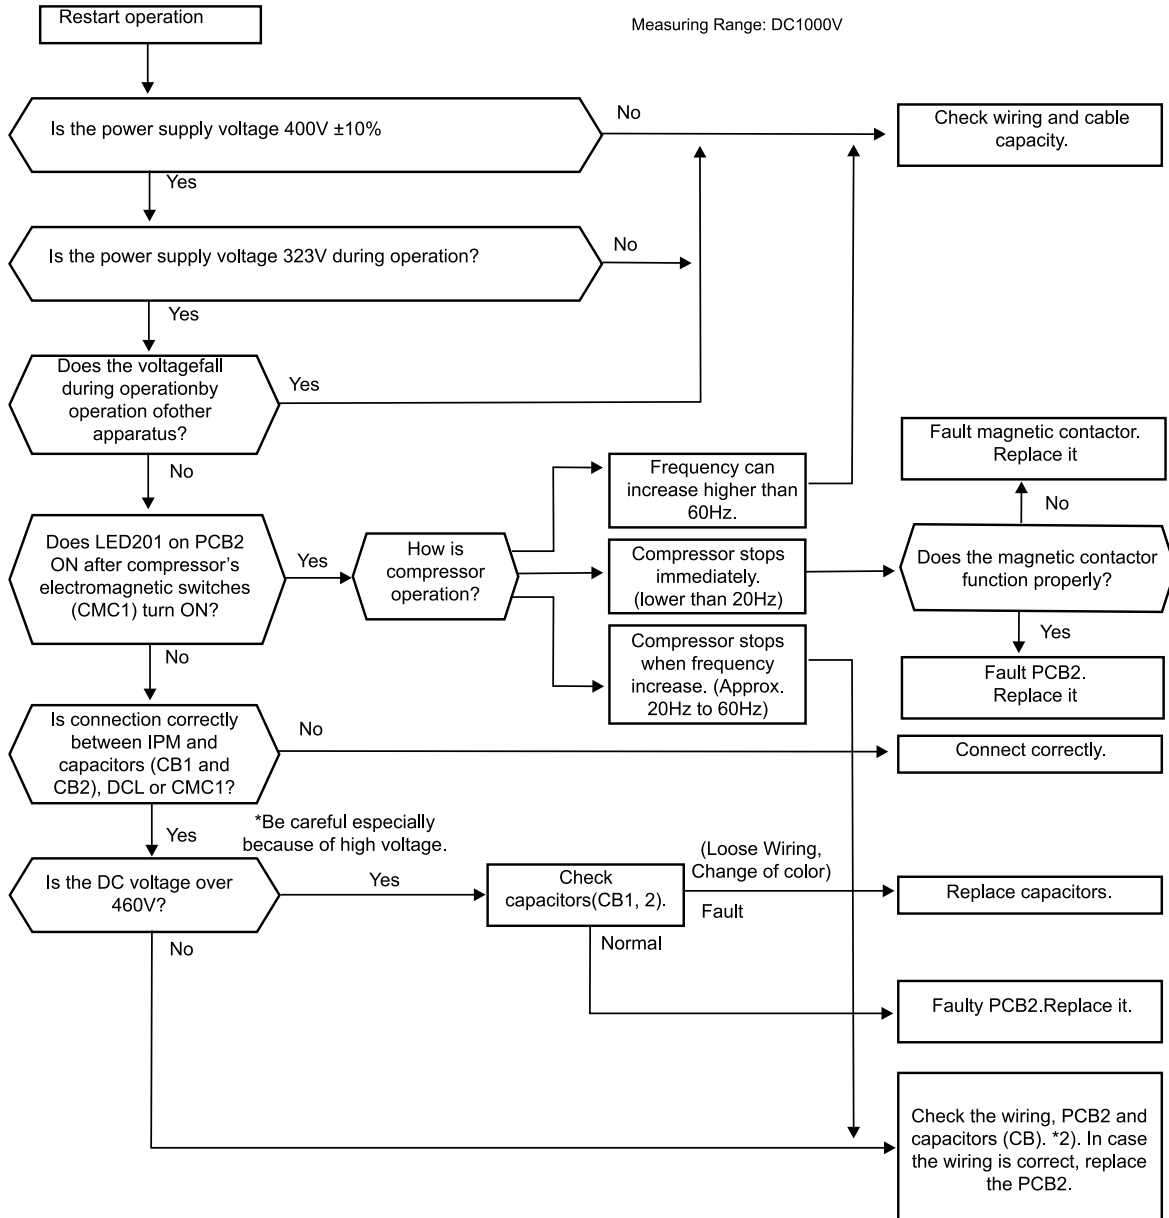 Restart operation
Measuring Range: DC1000V
Is the power supply voltage 400V ±10%
No
Check wiring and cable
capacity.
Yes
Is the power supply voltage 323V during operation?
No
Yes
Does the voltagefall
during operationby
operation ofother
apparatus?
Yes
No
Fault magnetic contactor.
Replace it
No
Frequency can
increase higher than
60Hz.
Does LED201 on PCB2
ON after compressor's
electromagnetic switches
(CMC1) turn ON?
Yes
How is
compressor
operation?
Compressor stops
immediately.
(lower than 20Hz)
Does the magnetic contactor
function properly?
Yes
No
Compressor stops
when frequency
increase. (Approx.
20Hz to 60Hz)
Fault PCB2.
Replace it
Is connection correctly
between IPM and
capacitors (CB1 and
CB2), DCL or CMC1?
No
Connect correctly.
Yes
*Be careful especially
because of high voltage.
Is the DC voltage over
460V?
Yes
Check
capacitors(CB1, 2).
(Loose Wiring,
Change of color)
Fault
Replace capacitors.
No
Normal
Faulty PCB2.Replace it.
Check the wiring, PCB2 and
capacitors (CB). *2). In case
the wiring is correct, replace
the PCB2.